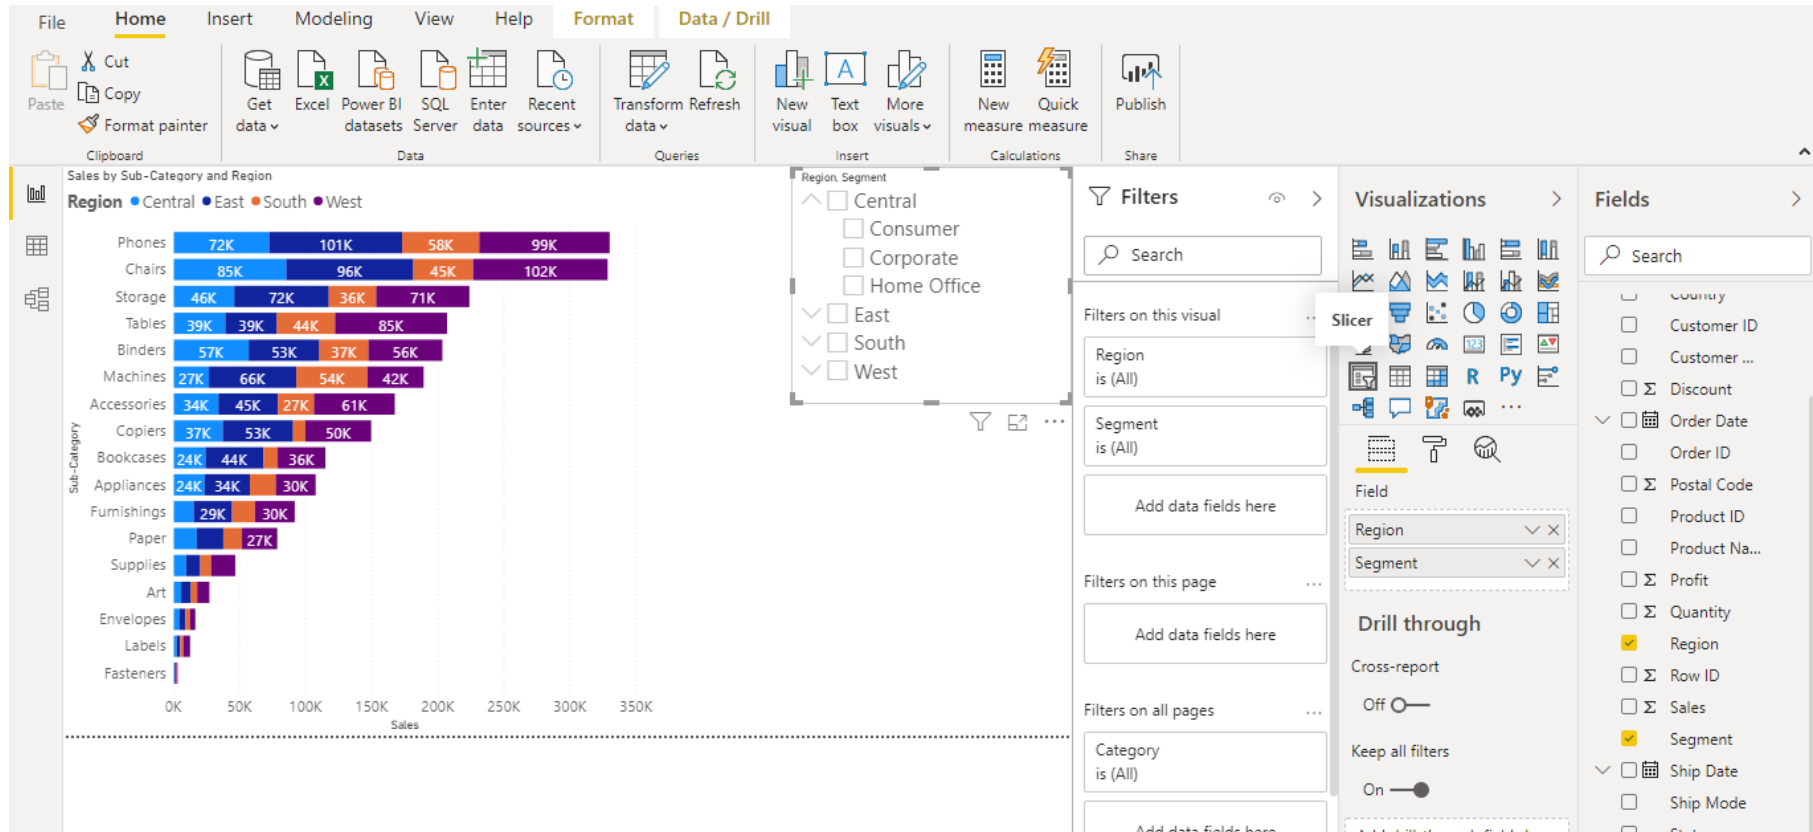 File Home Insert Modeling View Help Format Data / Drill
Paste
Cut
Copy
Format painter
Clipboard
Get data
Excel
Power BI datasets
SQL Server
Enter data
Recent sources
Data
Transform data
Refresh
Queries
New visual
Text box
More visuals
Insert
New measure
Quick measure
Calculations
Publish
Share
Sales by Sub-Category and Region
Region Central East South West
Sub-Category
Phones 72K 101K 58K 99K
Chairs 85K 96K 45K 102K
Storage 46K 72K 36K 71K
Tables 39K 39K 44K 85K
Binders 57K 53K 37K 56K
Machines 27K 66K 54K 42K
Accessories 34K 45K 27K 61K
Copiers 37K 53K 50K
Bookcases 24K 44K 36K
Appliances 24K 34K 30K
Furnishings 29K 30K
Paper 27K
Supplies
Art
Envelopes
Labels
Fasteners
0K 50K 100K 150K 200K 250K 300K 350K
Sales
Region, Segment
Central
Consumer
Corporate
Home Office
East
South
West
Filters
Search
Filters on this visual ...
Region
is (All)
Segment
is (All)
Add data fields here
Filters on this page ...
Add data fields here
Filters on all pages ...
Category
is (All)
Add data fields here
Visualizations
Slicer
123
R Py
...
Field
Region
Segment
Drill through
Cross-report
Off
Keep all filters
On
Fields
Search
Country
Customer ID
Customer ...
Σ Discount
Order Date
Order ID
Σ Postal Code
Product ID
Product Na...
Σ Profit
Σ Quantity
Region
Σ Row ID
Σ Sales
Segment
Ship Date
Ship Mode